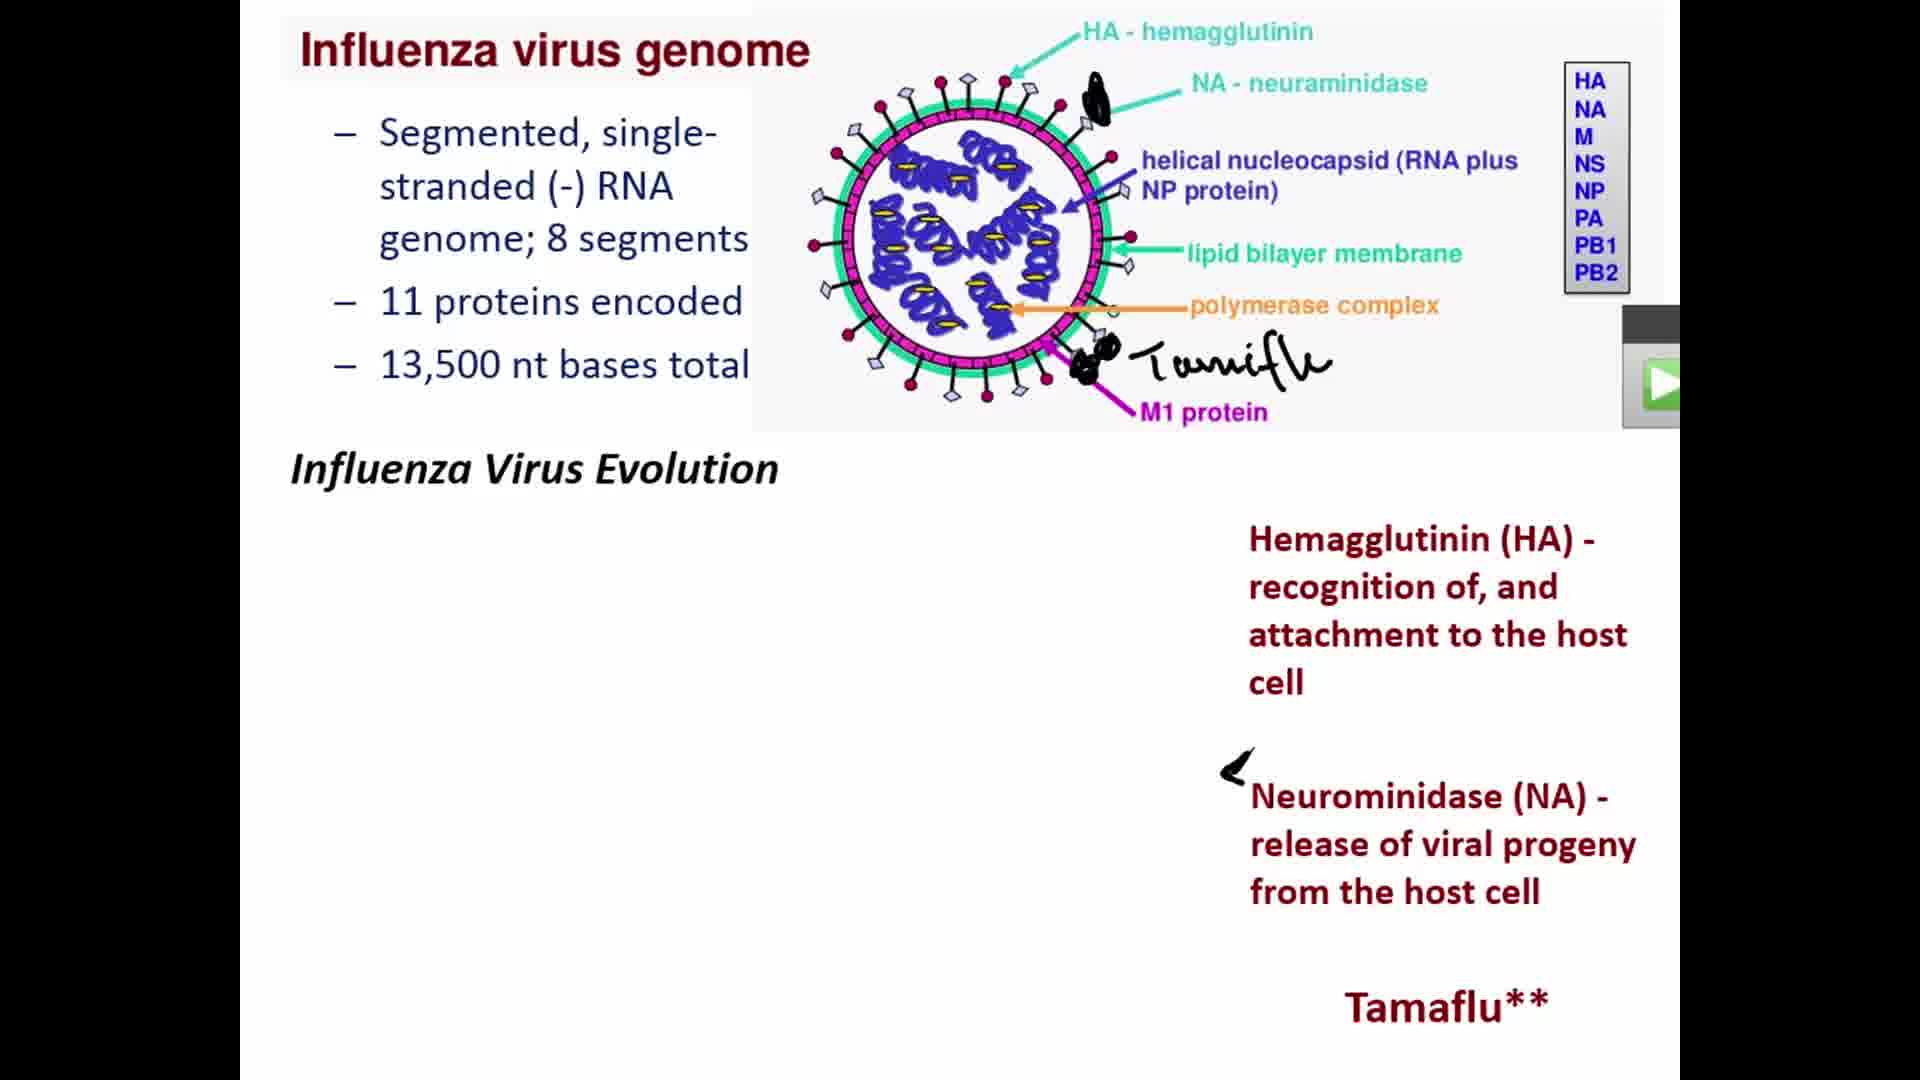 Influenza virus genome
– Segmented, single-
stranded (-) RNA
genome; 8 segments
– 11 proteins encoded
– 13,500 nt bases total
HA - hemagglutinin
NA - neuraminidase
helical nucleocapsid (RNA plus
NP protein)
lipid bilayer membrane
polymerase complex
Tamiflu
M1 protein
HA
NA
M
NS
NP
PA
PB1
PB2
Influenza Virus Evolution
Hemagglutinin (HA) -
recognition of, and
attachment to the host
cell
Neurominidase (NA) -
release of viral progeny
from the host cell
Tamaflu**